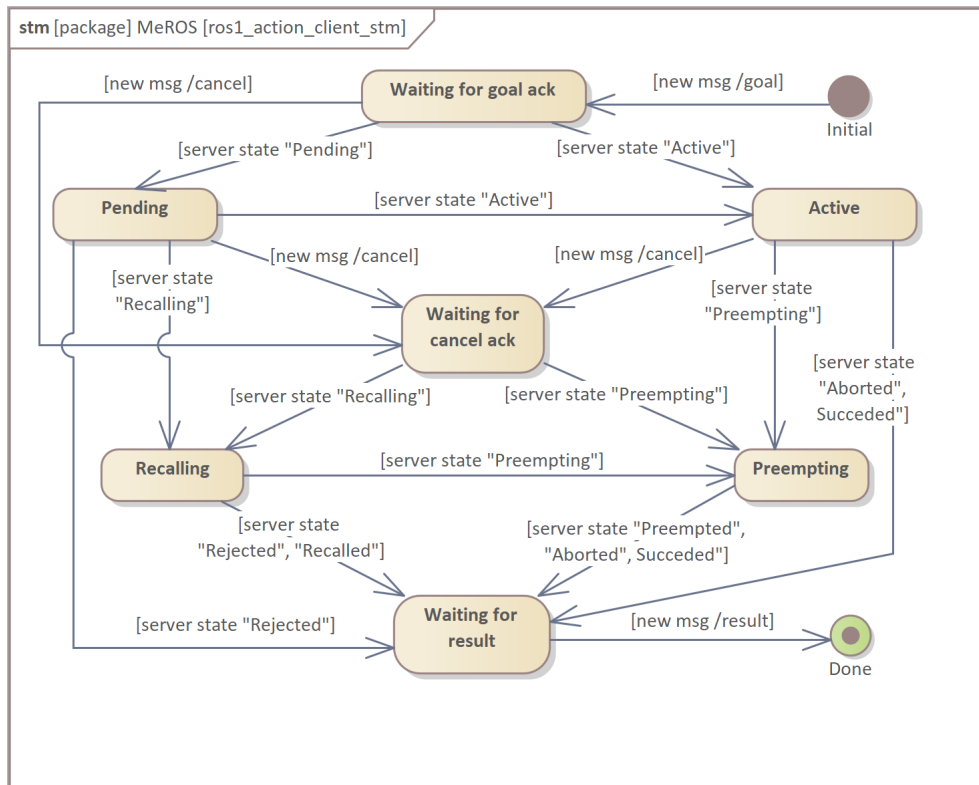 stm [package] MeROS [ros1_action_client_stm]
[new msg /cancel]
Waiting for goal ack
[new msg /goal]
Initial
[server state "Pending"]
[server state "Active"]
Pending
[server state "Active"]
Active
[server state
"Recalling"]
[new msg /cancel]
[new msg /cancel]
[server state
"Preempting"]
Waiting for
cancel ack
[server state
"Aborted",
Succeded"]
[server state "Recalling"]
[server state "Preempting"]
Recalling
[server state "Preempting"]
Preempting
[server state
"Rejected", "Recalled"]
[server state "Preempted",
"Aborted", Succeded"]
Waiting for
result
[server state "Rejected"]
[new msg /result]
Done